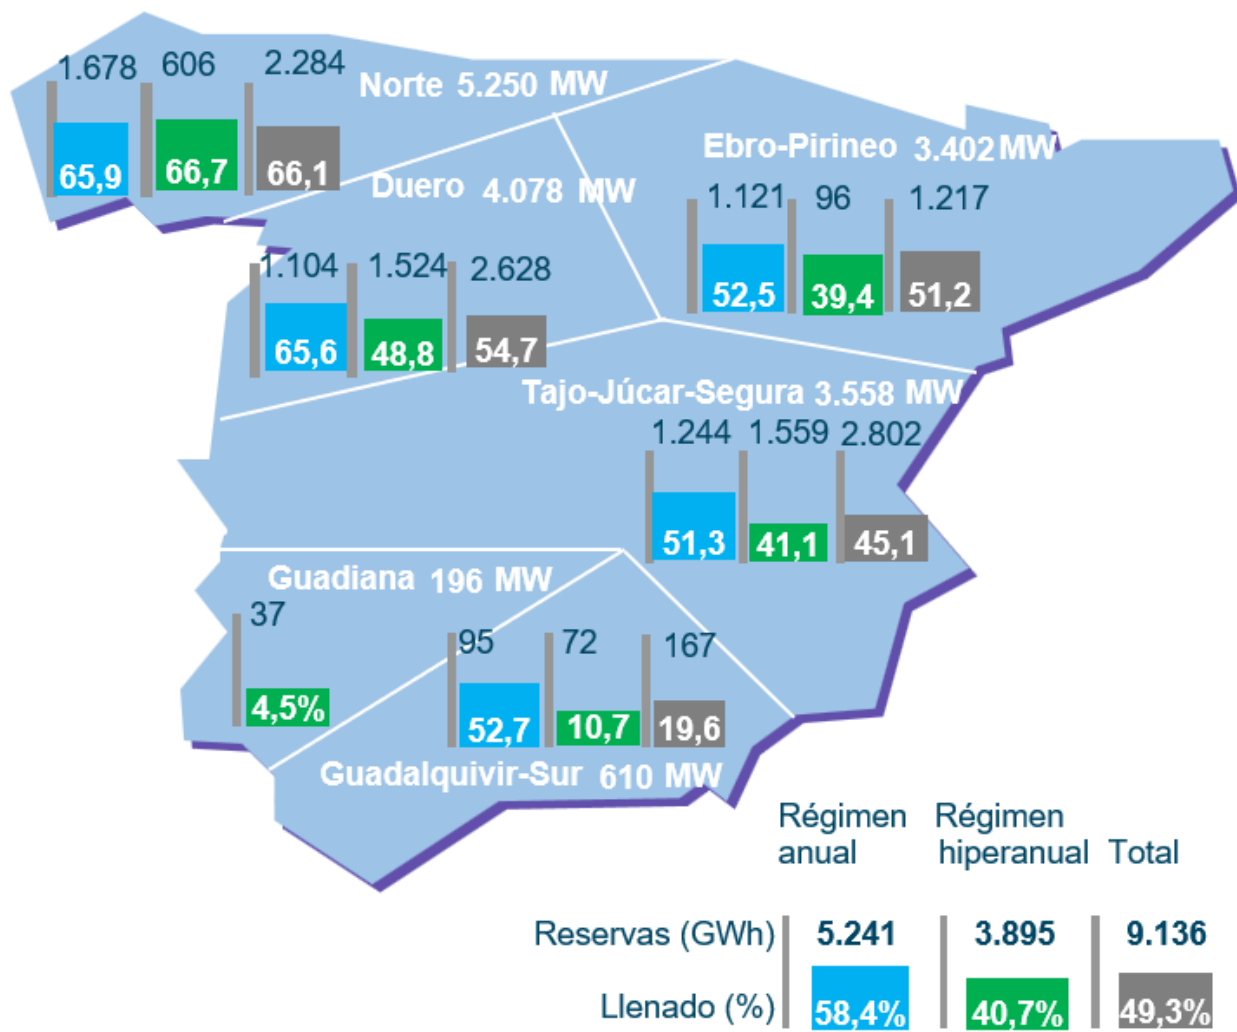 1.678 606 2.284
Norte 5.250 MW
65,9 66,7 66,1
Ebro-Pirineo 3.402 MW
1.121 96 1.217
52,5 39,4 51,2
Duero 4.078 MW
1.104 1.524 2.628
65,6 48,8 54,7
Tajo-Júcar-Segura 3.558 MW
1.244 1.559 2.802
51,3 41,1 45,1
Guadiana 196 MW
37
4,5%
95 72 167
52,7 10,7 19,6
Guadalquivir-Sur 610 MW
Régimen anual Régimen hiperanual Total
Reservas (GWh) 5.241 3.895 9.136
Llenado (%) 58,4% 40,7% 49,3%